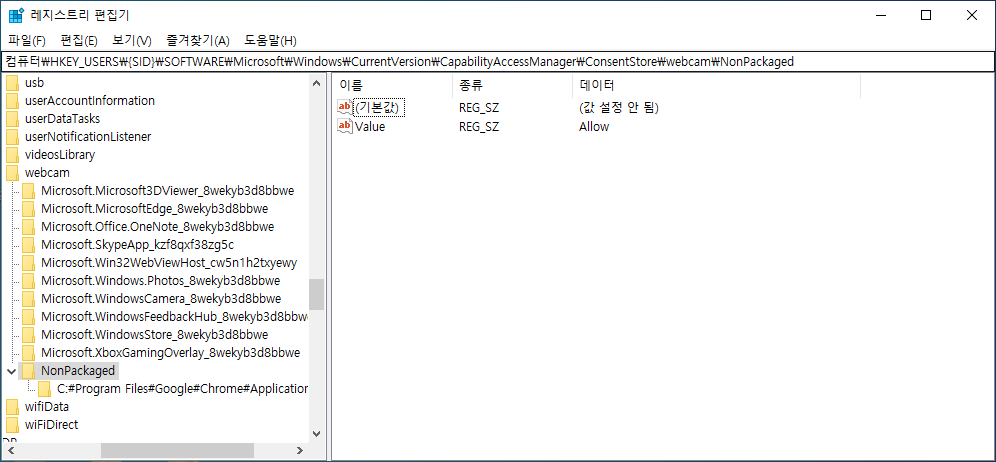 레지스트리 편집기
파일(F) 편집(E) 보기(V) 즐겨찾기(A) 도움말(H)
컴퓨터₩HKEY_USERS₩{SID}₩SOFTWARE₩Microsoft₩Windows₩CurrentVersion₩CapabilityAccessManager₩ConsentStore₩webcam₩NonPackaged
usb
userAccountInformation
userDataTasks
userNotificationListener
videosLibrary
webcam
Microsoft.Microsoft3DViewer_8wekyb3d8bbwe
Microsoft.MicrosoftEdge_8wekyb3d8bbwe
Microsoft.Office.OneNote_8wekyb3d8bbwe
Microsoft.SkypeApp_kzf8qxf38zg5c
Microsoft.Win32WebViewHost_cw5n1h2txyewy
Microsoft.Windows.Photos_8wekyb3d8bbwe
Microsoft.WindowsCamera_8wekyb3d8bbwe
Microsoft.WindowsFeedbackHub_8wekyb3d8bbwe
Microsoft.WindowsStore_8wekyb3d8bbwe
Microsoft.XboxGamingOverlay_8wekyb3d8bbwe
NonPackaged
C:#Program Files#Google#Chrome#Application
wifiData
wiFiDirect
이름 종류 데이터
(기본값) REG_SZ (값 설정 안 됨)
Value REG_SZ Allow